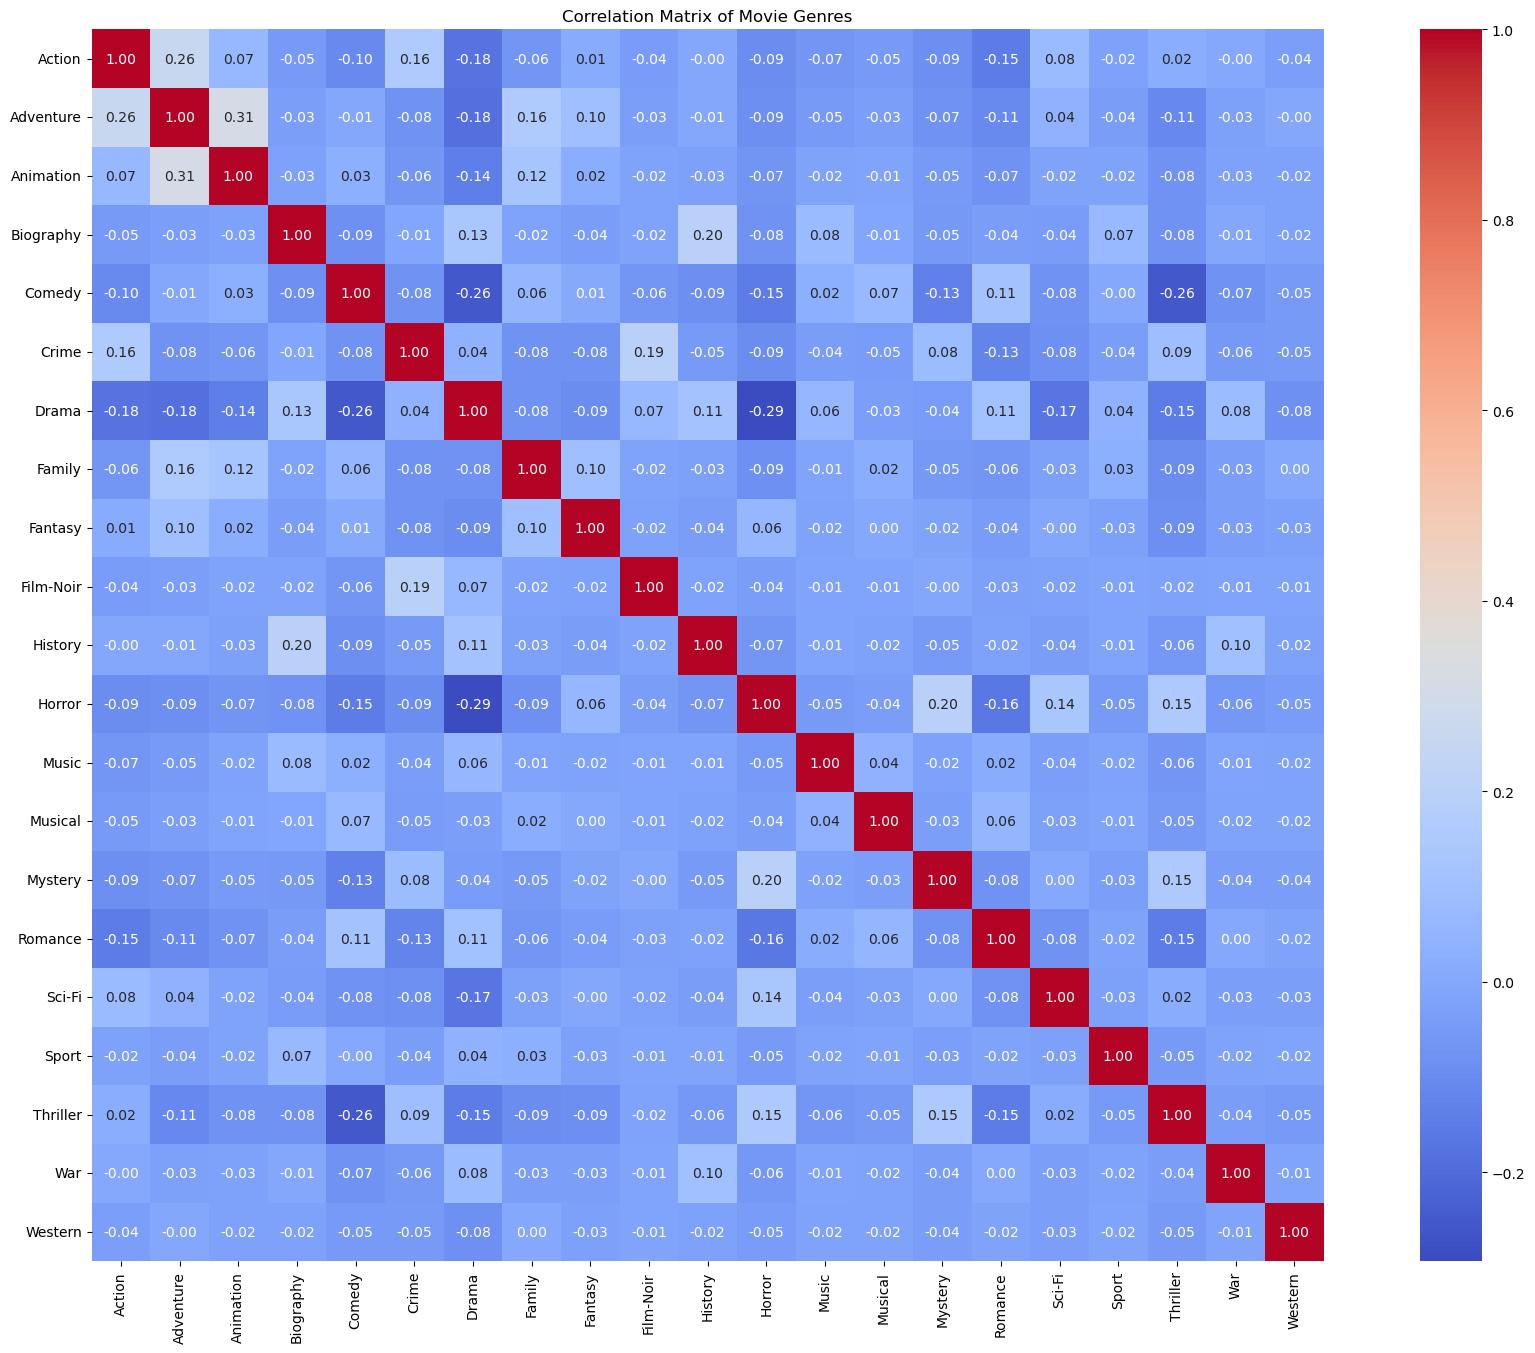 Correlation Matrix of Movie Genres
Action 1.00 0.26 0.07 -0.05 -0.10 0.16 -0.18 -0.06 0.01 -0.04 -0.00 -0.09 -0.07 -0.05 -0.09 -0.15 0.08 -0.02 0.02 -0.00 -0.04
Adventure 0.26 1.00 0.31 -0.03 -0.01 -0.08 -0.18 0.16 0.10 -0.03 -0.01 -0.09 -0.05 -0.03 -0.07 -0.11 0.04 -0.04 -0.11 -0.03 -0.00
Animation 0.07 0.31 1.00 -0.03 0.03 -0.06 -0.14 0.12 0.02 -0.02 -0.03 -0.07 -0.02 -0.01 -0.05 -0.07 -0.02 -0.02 -0.08 -0.03 -0.02
Biography -0.05 -0.03 -0.03 1.00 -0.09 -0.01 0.13 -0.02 -0.04 -0.02 0.20 -0.08 0.08 -0.01 -0.05 -0.04 -0.04 0.07 -0.08 -0.01 -0.02
Comedy -0.10 -0.01 0.03 -0.09 1.00 -0.08 -0.26 0.06 0.01 -0.06 -0.09 -0.15 0.02 0.07 -0.13 0.11 -0.08 -0.00 -0.26 -0.07 -0.05
Crime 0.16 -0.08 -0.06 -0.01 -0.08 1.00 0.04 -0.08 -0.08 0.19 -0.05 -0.09 -0.04 -0.05 0.08 -0.13 -0.08 -0.04 0.09 -0.06 -0.05
Drama -0.18 -0.18 -0.14 0.13 -0.26 0.04 1.00 -0.08 -0.09 0.07 0.11 -0.29 0.06 -0.03 -0.04 0.11 -0.17 0.04 -0.15 0.08 -0.08
Family -0.06 0.16 0.12 -0.02 0.06 -0.08 -0.08 1.00 0.10 -0.02 -0.03 -0.09 -0.01 0.02 -0.05 -0.06 -0.03 0.03 -0.09 -0.03 0.00
Fantasy 0.01 0.10 0.02 -0.04 0.01 -0.08 -0.09 0.10 1.00 -0.02 -0.04 0.06 -0.02 0.00 -0.02 -0.04 -0.00 -0.03 -0.09 -0.03 -0.03
Film-Noir -0.04 -0.03 -0.02 -0.02 -0.06 0.19 0.07 -0.02 -0.02 1.00 -0.02 -0.04 -0.01 -0.01 -0.00 -0.03 -0.02 -0.01 -0.02 -0.01 -0.01
History -0.00 -0.01 -0.03 0.20 -0.09 -0.05 0.11 -0.03 -0.04 -0.02 1.00 -0.07 -0.01 -0.02 -0.05 -0.02 -0.04 -0.01 -0.06 0.10 -0.02
Horror -0.09 -0.09 -0.07 -0.08 -0.15 -0.09 -0.29 -0.09 0.06 -0.04 -0.07 1.00 -0.05 -0.04 0.20 -0.16 0.14 -0.05 0.15 -0.06 -0.05
Music -0.07 -0.05 -0.02 0.08 0.02 -0.04 0.06 -0.01 -0.02 -0.01 -0.01 -0.05 1.00 0.04 -0.02 0.02 -0.04 -0.02 -0.06 -0.01 -0.02
Musical -0.05 -0.03 -0.01 -0.01 0.07 -0.05 -0.03 0.02 0.00 -0.01 -0.02 -0.04 0.04 1.00 -0.03 0.06 -0.03 -0.01 -0.05 -0.02 -0.02
Mystery -0.09 -0.07 -0.05 -0.05 -0.13 0.08 -0.04 -0.05 -0.02 -0.00 -0.05 0.20 -0.02 -0.03 1.00 -0.08 0.00 -0.03 0.15 -0.04 -0.04
Romance -0.15 -0.11 -0.07 -0.04 0.11 -0.13 0.11 -0.06 -0.04 -0.03 -0.02 -0.16 0.02 0.06 -0.08 1.00 -0.08 -0.02 -0.15 0.00 -0.02
Sci-Fi 0.08 0.04 -0.02 -0.04 -0.08 -0.08 -0.17 -0.03 -0.00 -0.02 -0.04 0.14 -0.04 -0.03 0.00 -0.08 1.00 -0.03 0.02 -0.03 -0.03
Sport -0.02 -0.04 -0.02 0.07 -0.00 -0.04 0.04 0.03 -0.03 -0.01 -0.01 -0.05 -0.02 -0.01 -0.03 -0.02 -0.03 1.00 -0.05 -0.02 -0.02
Thriller 0.02 -0.11 -0.08 -0.08 -0.26 0.09 -0.15 -0.09 -0.09 -0.02 -0.06 0.15 -0.06 -0.05 0.15 -0.15 0.02 -0.05 1.00 -0.04 -0.05
War -0.00 -0.03 -0.03 -0.01 -0.07 -0.06 0.08 -0.03 -0.03 -0.01 0.10 -0.06 -0.01 -0.02 -0.04 0.00 -0.03 -0.02 -0.04 1.00 -0.01
Western -0.04 -0.00 -0.02 -0.02 -0.05 -0.05 -0.08 0.00 -0.03 -0.01 -0.02 -0.05 -0.02 -0.02 -0.04 -0.02 -0.03 -0.02 -0.05 -0.01 1.00
Action Adventure Animation Biography Comedy Crime Drama Family Fantasy Film-Noir History Horror Music Musical Mystery Romance Sci-Fi Sport Thriller War Western
1.0
0.8
0.6
0.4
0.2
0.0
−0.2